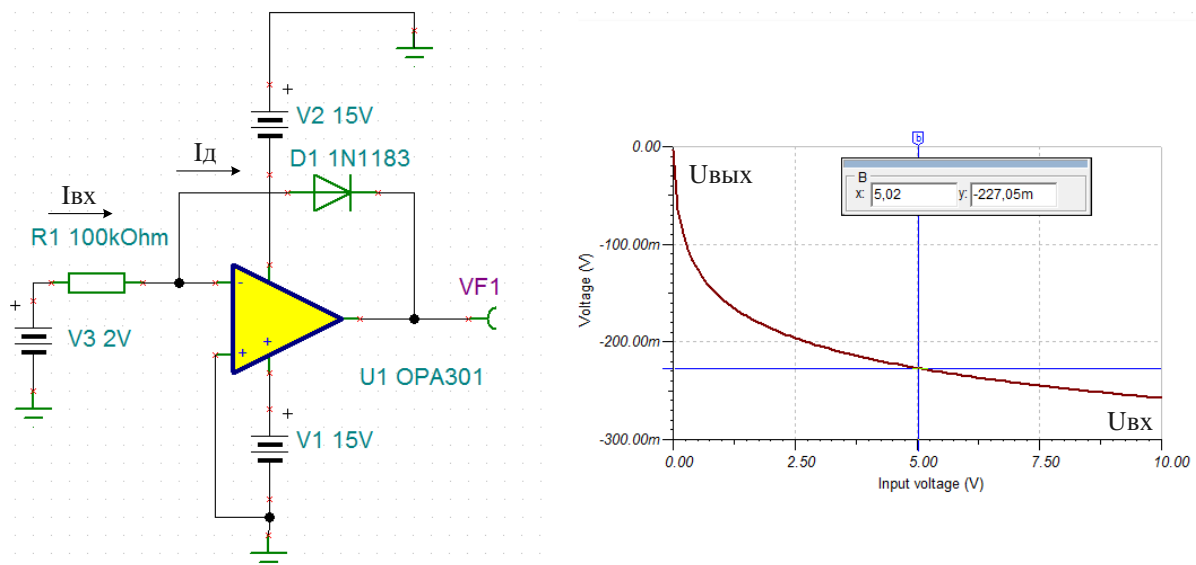 +
V2 15V
Iд
D1 1N1183
Iвх
R1 100kOhm
-
VF1
+
V3 2V
+
+
U1 OPA301
+
V1 15V
b
0.00
Uвых
B
x: 5,02 y: -227,05m
-100.00m
Voltage (V)
-200.00m
Uвх
-300.00m
0.00 2.50 5.00 7.50 10.00
Input voltage (V)